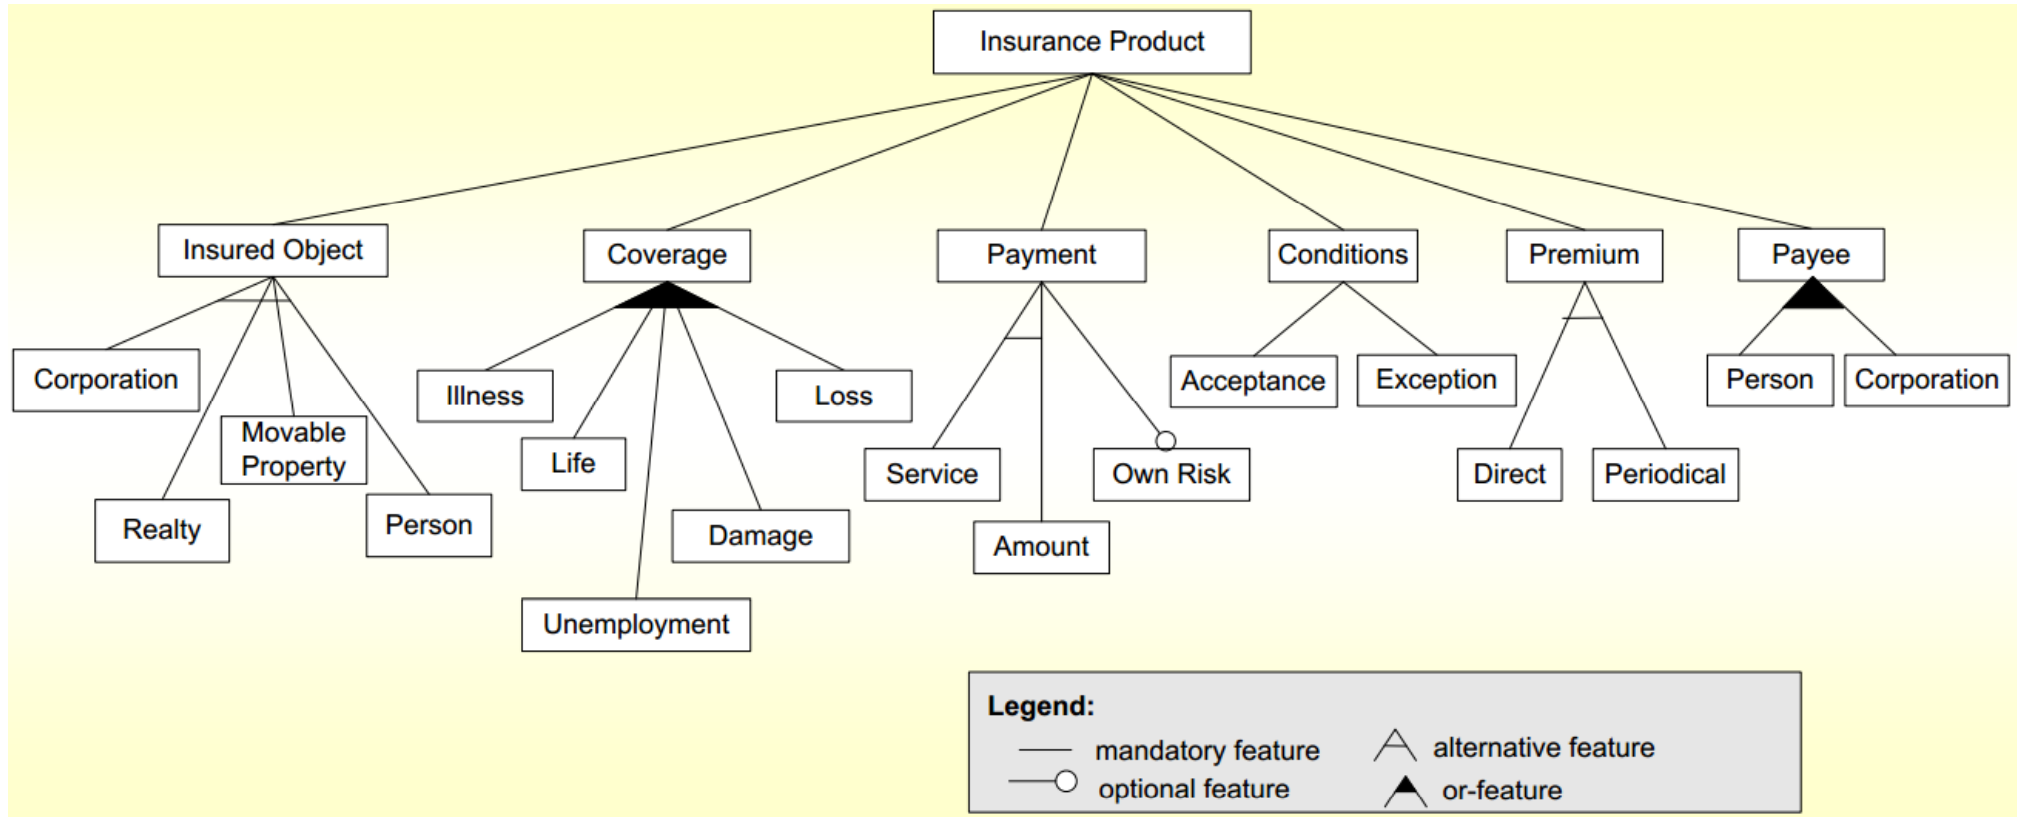 Insurance Product
Insured Object
Coverage
Payment
Conditions
Premium
Payee
Corporation
Realty
Movable
Property
Person
Illness
Life
Unemployment
Damage
Loss
Service
Amount
Own Risk
Acceptance
Exception
Direct
Periodical
Person
Corporation
Legend:
mandatory feature
optional feature
alternative feature
or-feature